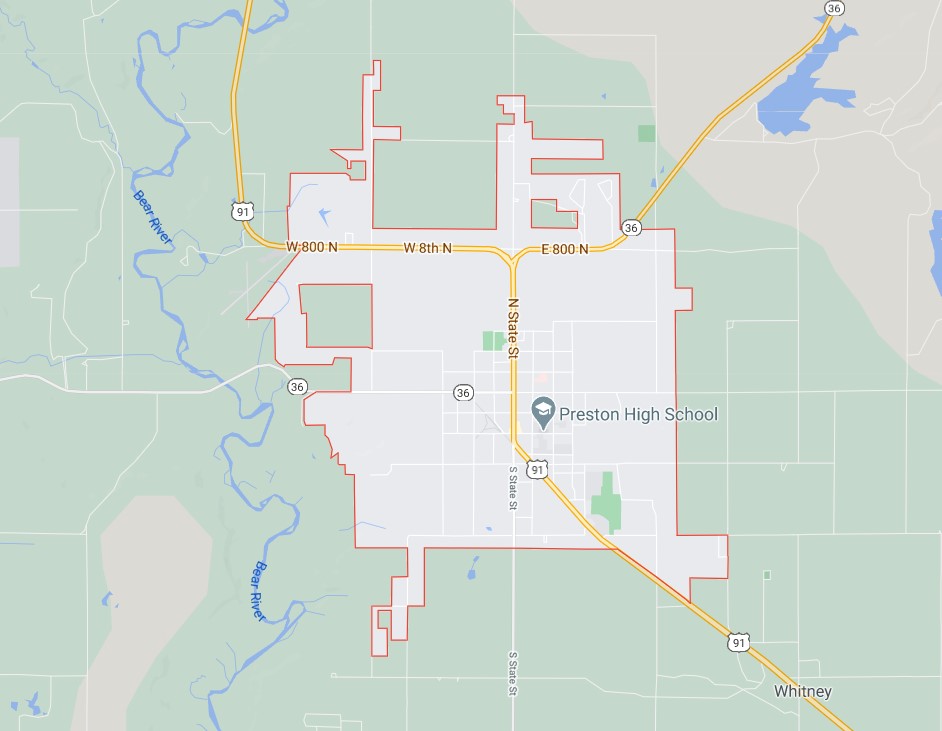 36
Bear River
91
36
W 800 N
W 8th N
E 800 N
N State St
36
36
Preston High School
91
S State St
Bear River
91
S State St
Whitney